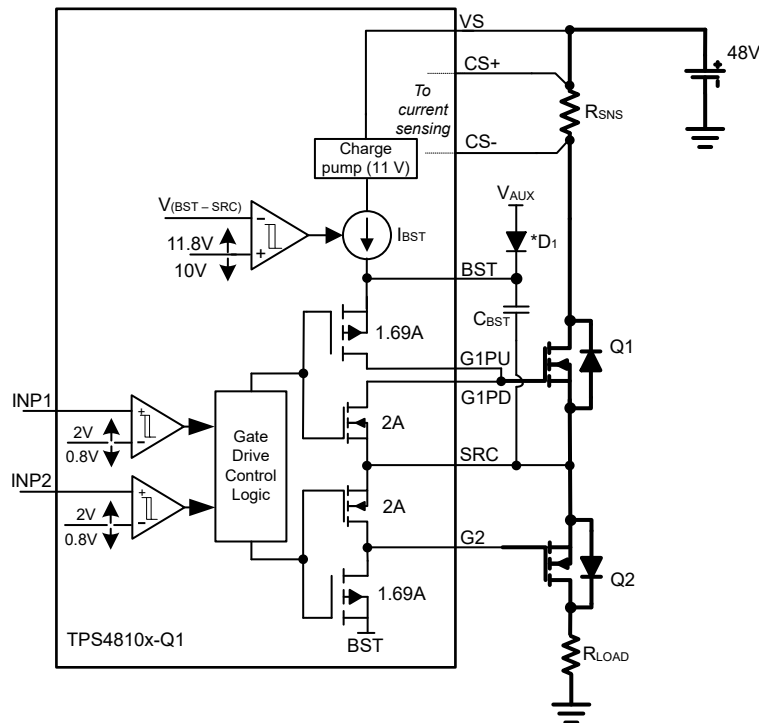 VS
48V
CS+
To
current
sensing
RSNS
CS-
Charge
pump (11 V)
VAUX
V(BST – SRC)
11.8V
10V
IBST
*D1
BST
CBST
1.69A
G1PU
Q1
INP1
G1PD
2V
0.8V
Gate
Drive
Control
Logic
2A
SRC
INP2
2V
0.8V
2A
G2
Q2
1.69A
TPS4810x-Q1
BST
RLOAD